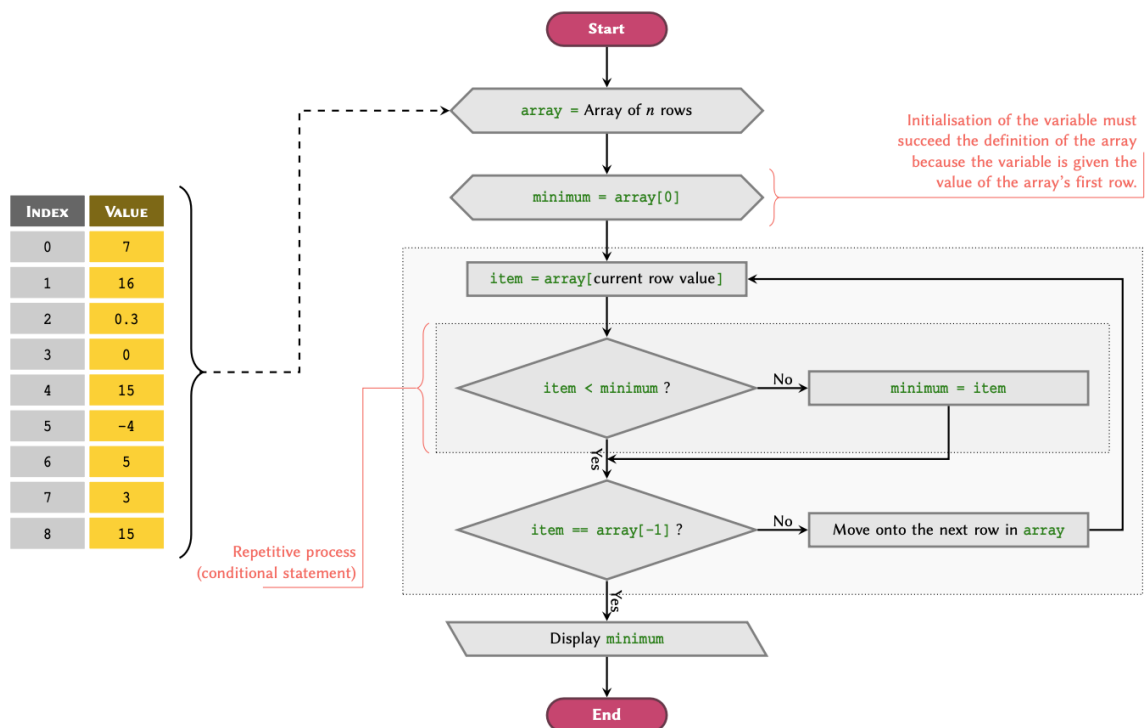 Start
array = Array of n rows
Initialisation of the variable must
succeed the definition of the array
because the variable is given the
value of the array's first row.
minimum = array[0]
INDEX VALUE
0 7
1 16
2 0.3
3 0
4 15
5 -4
6 5
7 3
8 15
item = array[current row value]
item < minimum ?
No
minimum = item
Yes
item == array[-1] ?
No
Move onto the next row in array
Repetitive process
(conditional statement)
Yes
Display minimum
End